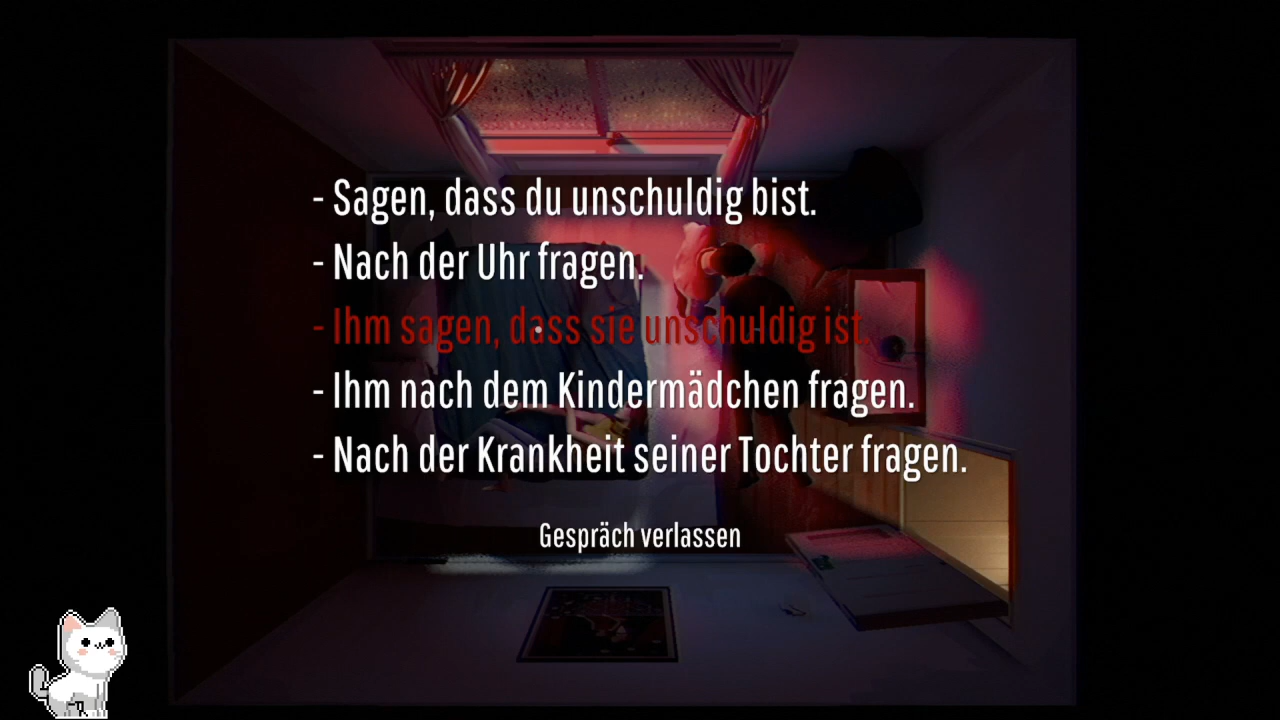 - Sagen, dass du unschuldig bist.
- Nach der Uhr fragen.
- Ihm sagen, dass sie unschuldig ist.
- Ihm nach dem Kindermädchen fragen.
- Nach der Krankheit seiner Tochter fragen.
Gespräch verlassen